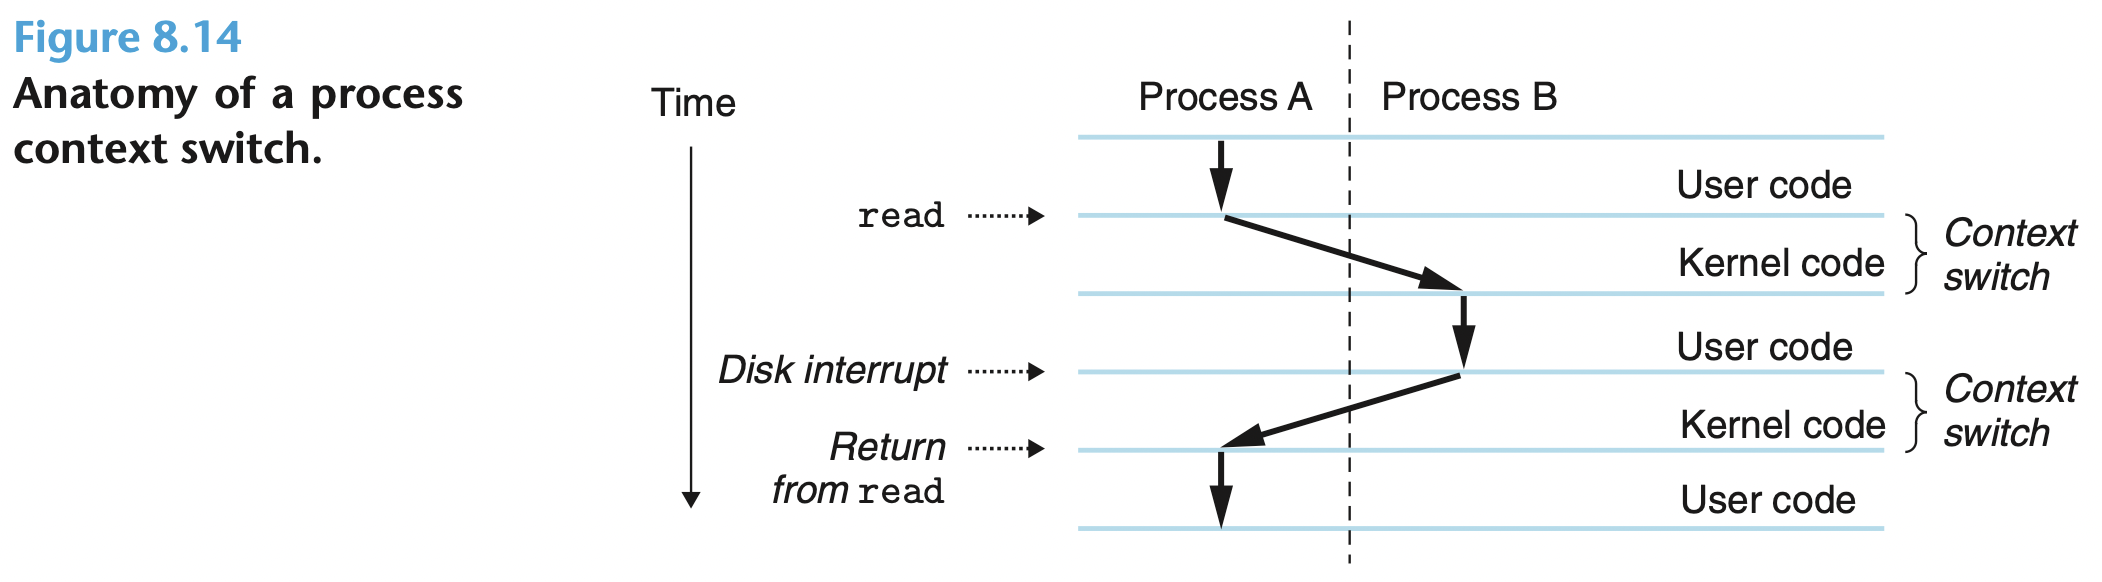 Figure 8.14
Anatomy of a process
context switch.
Time
Process A
Process B
User code
read
Context
switch
Kernel code
User code
Disk interrupt
Context
switch
Kernel code
Return
from read
User code